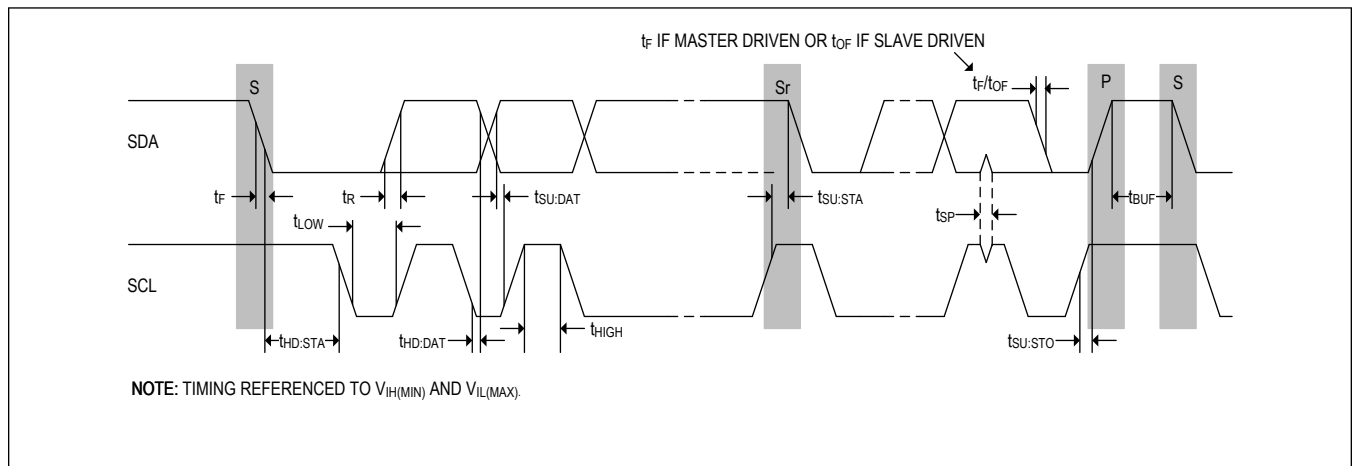 tF IF MASTER DRIVEN OR tOF IF SLAVE DRIVEN
S
Sr
tF/tOF
P
S
SDA
tF
tR
tSU:DAT
tSU:STA
tSP
tBUF
tLOW
SCL
tHD:STA
tHD:DAT
tHIGH
tSU:STO
NOTE: TIMING REFERENCED TO VIH(MIN) AND VIL(MAX).